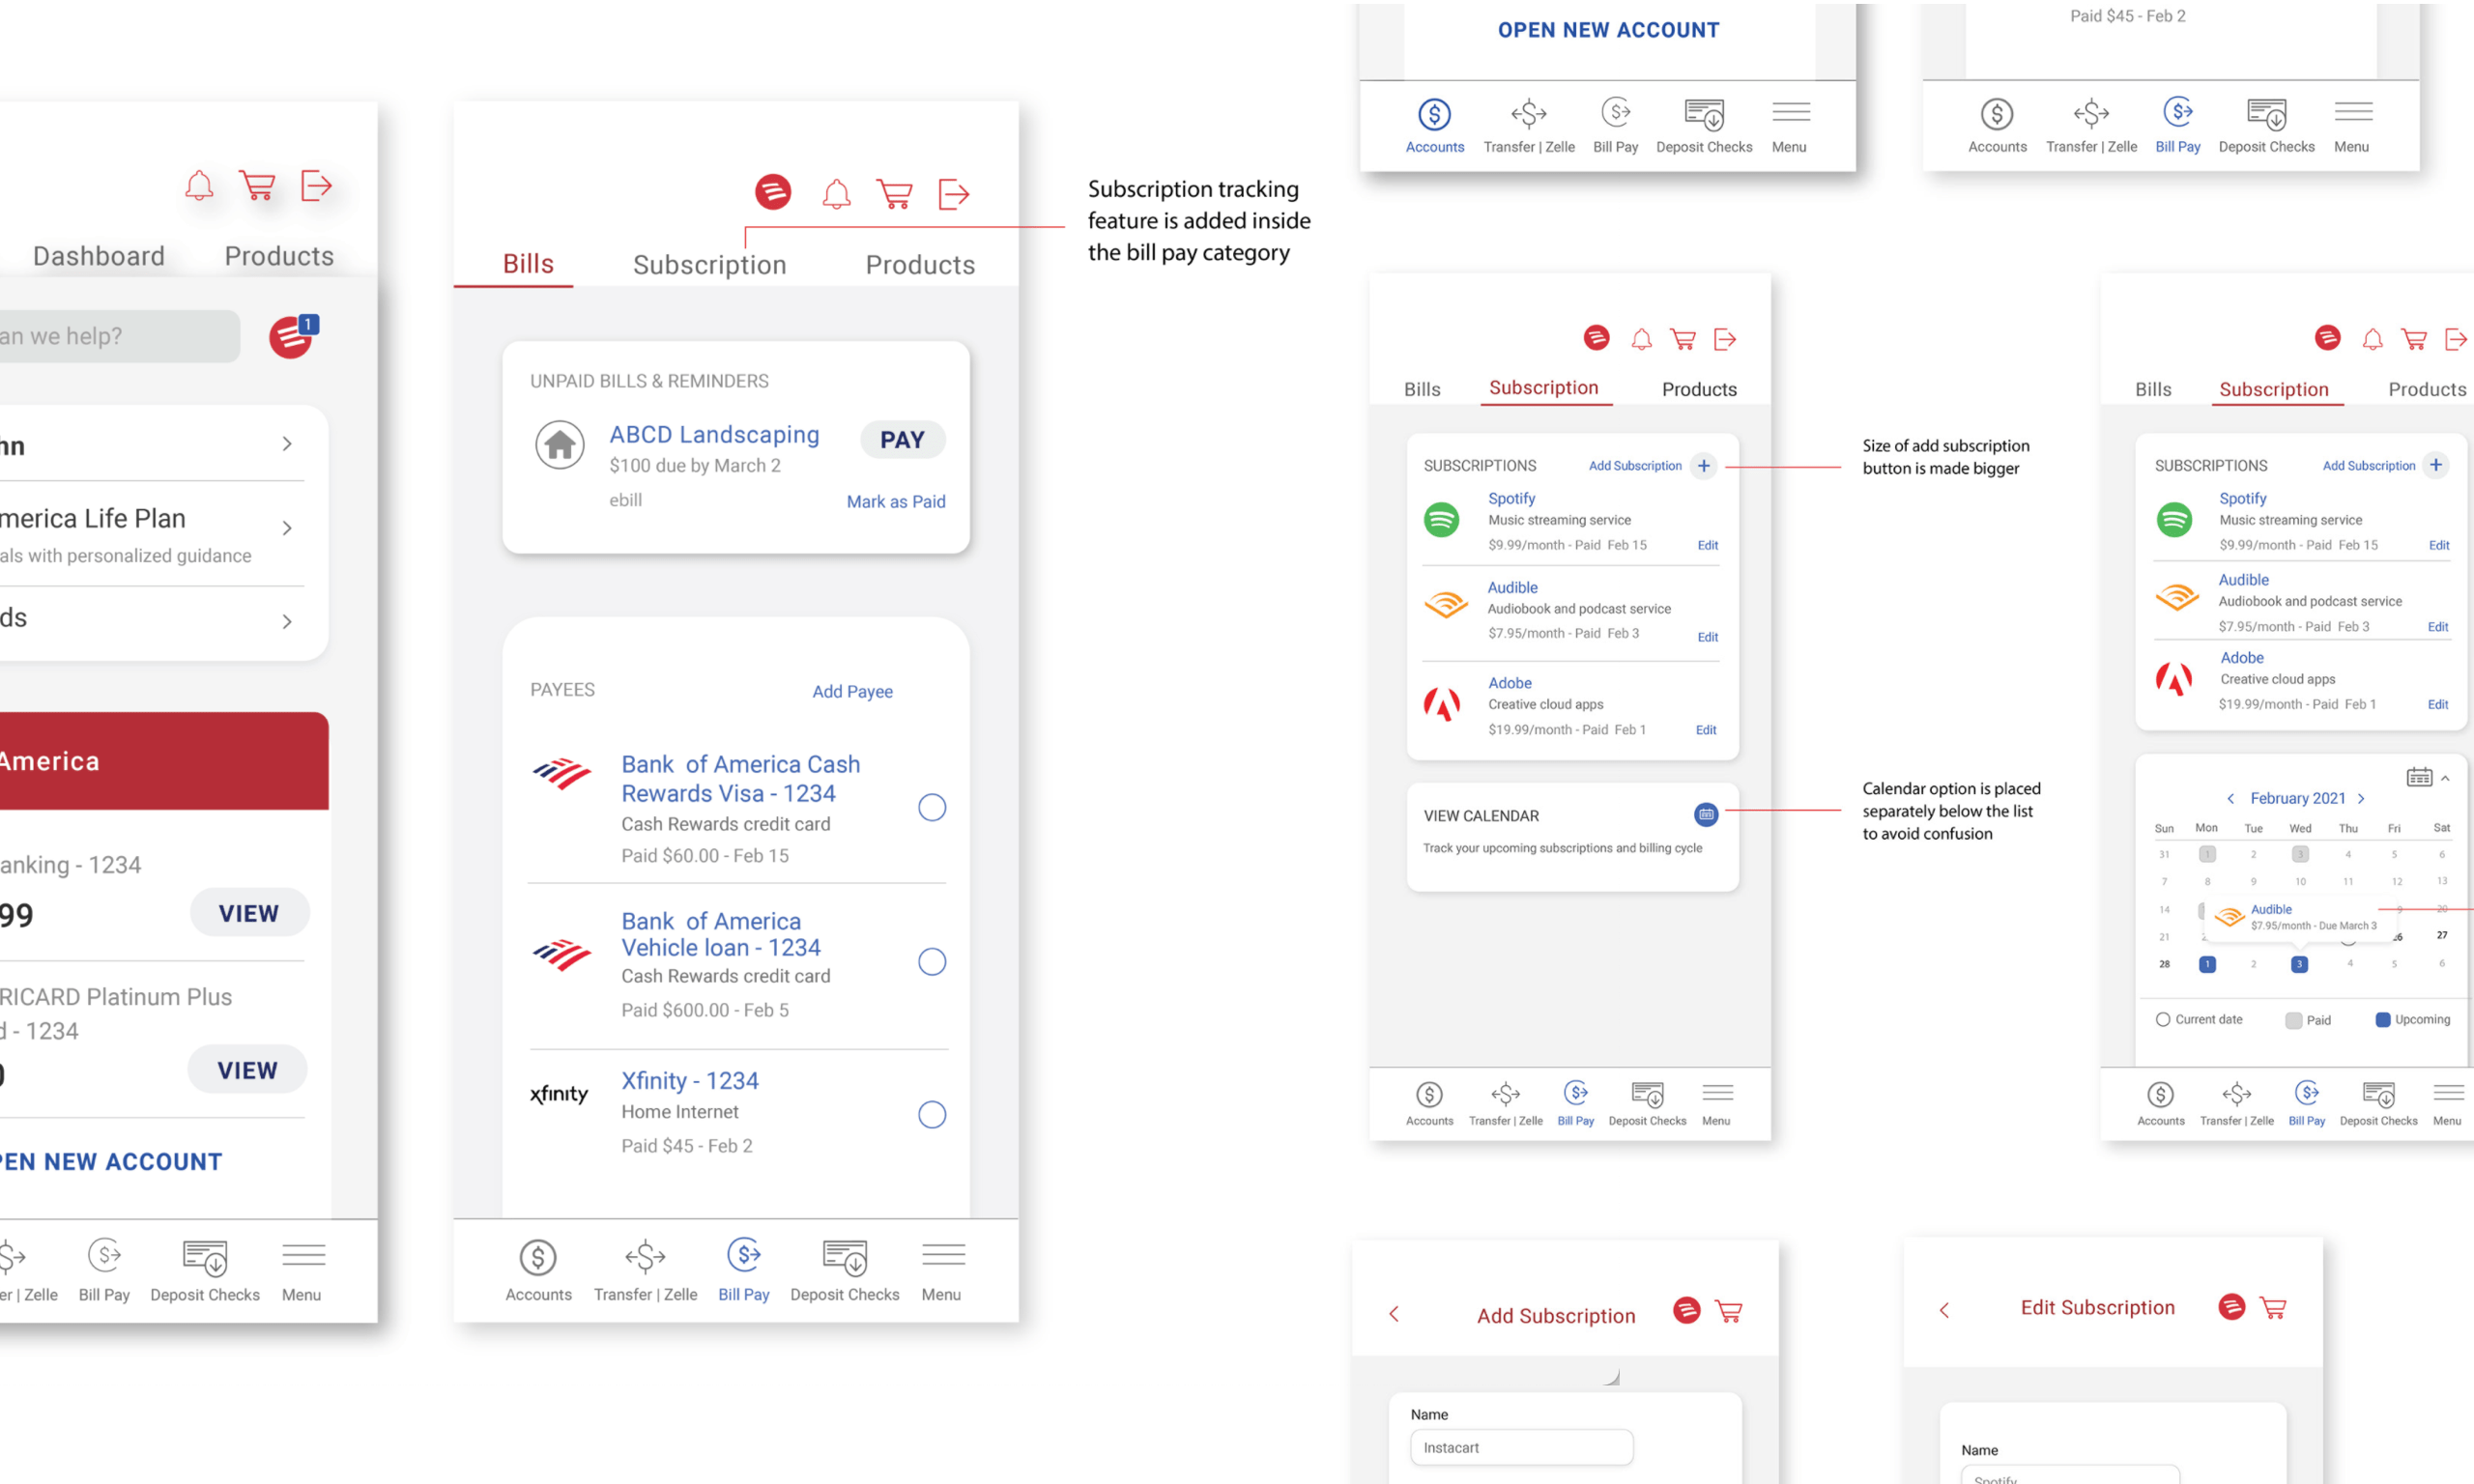 Dashboard
Products
an we help?
1
hn
merica Life Plan
als with personalized guidance
ds
America
anking - 1234
99
VIEW
RICARD Platinum Plus
d - 1234
VIEW
PEN NEW ACCOUNT
er | Zelle
Bill Pay
Deposit Checks
Menu
Bills
Subscription
Products
UNPAID BILLS & REMINDERS
ABCD Landscaping
PAY
$100 due by March 2
ebill
Mark as Paid
PAYEES
Add Payee
Bank of America Cash
Rewards Visa - 1234
Cash Rewards credit card
Paid $60.00 - Feb 15
Bank of America
Vehicle loan - 1234
Cash Rewards credit card
Paid $600.00 - Feb 5
xfinity
Xfinity - 1234
Home Internet
Paid $45 - Feb 2
Accounts
Transfer | Zelle
Bill Pay
Deposit Checks
Menu
Subscription tracking
feature is added inside
the bill pay category
OPEN NEW ACCOUNT
Accounts
Transfer | Zelle
Bill Pay
Deposit Checks
Menu
Paid $45 - Feb 2
Accounts
Transfer | Zelle
Bill Pay
Deposit Checks
Menu
Bills
Subscription
Products
SUBSCRIPTIONS
Add Subscription +
Spotify
Music streaming service
$9.99/month - Paid Feb 15
Edit
Audible
Audiobook and podcast service
$7.95/month - Paid Feb 3
Edit
Adobe
Creative cloud apps
$19.99/month - Paid Feb 1
Edit
VIEW CALENDAR
Track your upcoming subscriptions and billing cycle
Accounts
Transfer | Zelle
Bill Pay
Deposit Checks
Menu
Size of add subscription
button is made bigger
Calendar option is placed
separately below the list
to avoid confusion
Bills
Subscription
Products
SUBSCRIPTIONS
Add Subscription +
Spotify
Music streaming service
$9.99/month - Paid Feb 15
Edit
Audible
Audiobook and podcast service
$7.95/month - Paid Feb 3
Edit
Adobe
Creative cloud apps
$19.99/month - Paid Feb 1
Edit
February 2021
Sun Mon Tue Wed Thu Fri Sat
31 1 2 3 4 5 6
7 8 9 10 11 12 13
14 9 20
Audible
$7.95/month - Due March 3
21 2 26 27
28 1 2 3 4 5 6
Current date
Paid
Upcoming
Accounts
Transfer | Zelle
Bill Pay
Deposit Checks
Menu
Add Subscription
Name
Instacart
Edit Subscription
Name
Spotify